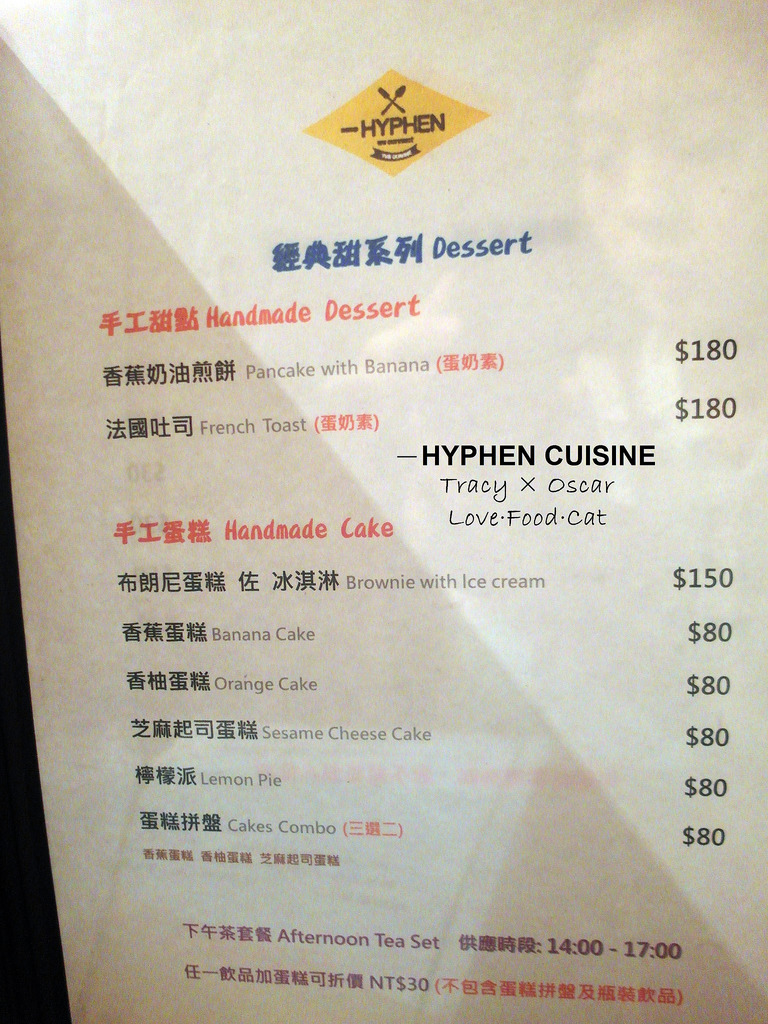 HYPHEN
經典甜系列 Dessert
手工甜點 Handmade Dessert
香蕉奶油煎餅 Pancake with Banana (蛋奶素) $180
法國吐司 French Toast (蛋奶素) $180
—HYPHEN CUISINE
Tracy × Oscar
Love·Food·Cat
手工蛋糕 Handmade Cake
布朗尼蛋糕 佐 冰淇淋 Brownie with Ice cream $150
香蕉蛋糕 Banana Cake $80
香柚蛋糕 Orange Cake $80
芝麻起司蛋糕 Sesame Cheese Cake $80
檸檬派 Lemon Pie $80
蛋糕拼盤 Cakes Combo (三選二) $80
香蕉蛋糕 香柚蛋糕 芝麻起司蛋糕
下午茶套餐 Afternoon Tea Set 供應時段: 14:00 - 17:00
任一飲品加蛋糕可折價 NT$30 (不包含蛋糕拼盤及瓶裝飲品)